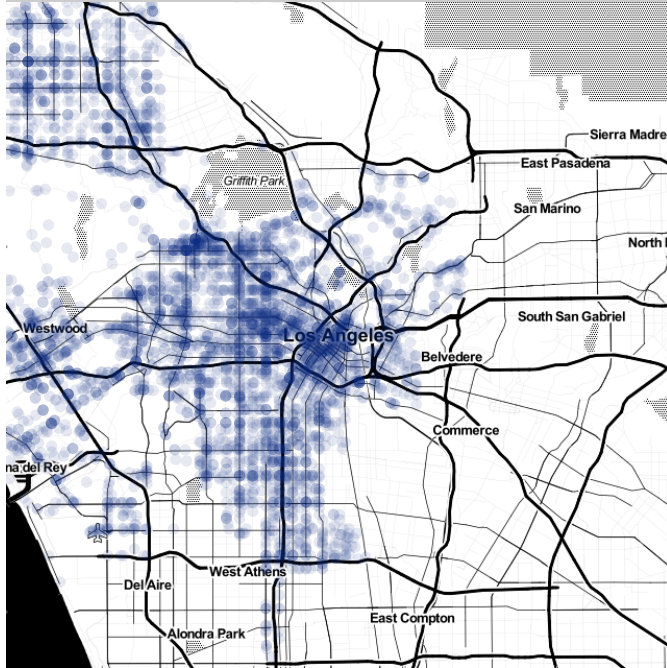 Sierra Madre
East Pasadena
Griffith Park
San Marino
North
South San Gabriel
Westwood
Los Angeles
Belvedere
Commerce
na del Rey
West Athens
Del Aire
East Compton
Alondra Park